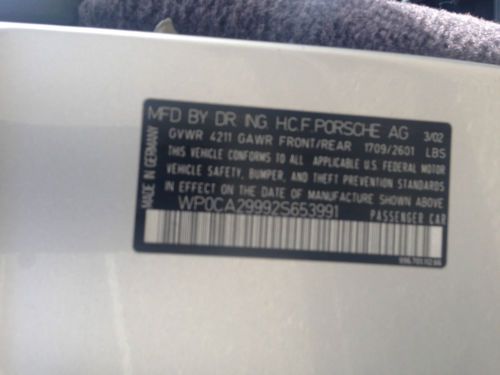 MFD BY DR ING. H.C.F. PORSCHE AG 3/02
GVWR 4211 GAWR FRONT/REAR 1709/2601 LBS
THIS VEHICLE CONFORMS TO ALL APPLICABLE U.S. FEDERAL MOTOR
VEHICLE SAFETY, BUMPER, AND THEFT PREVENTION STANDARDS
IN EFFECT ON THE DATE OF MANUFACTURE SHOWN ABOVE
WP0CA29992S653991
PASSENGER CAR
MADE IN GERMANY